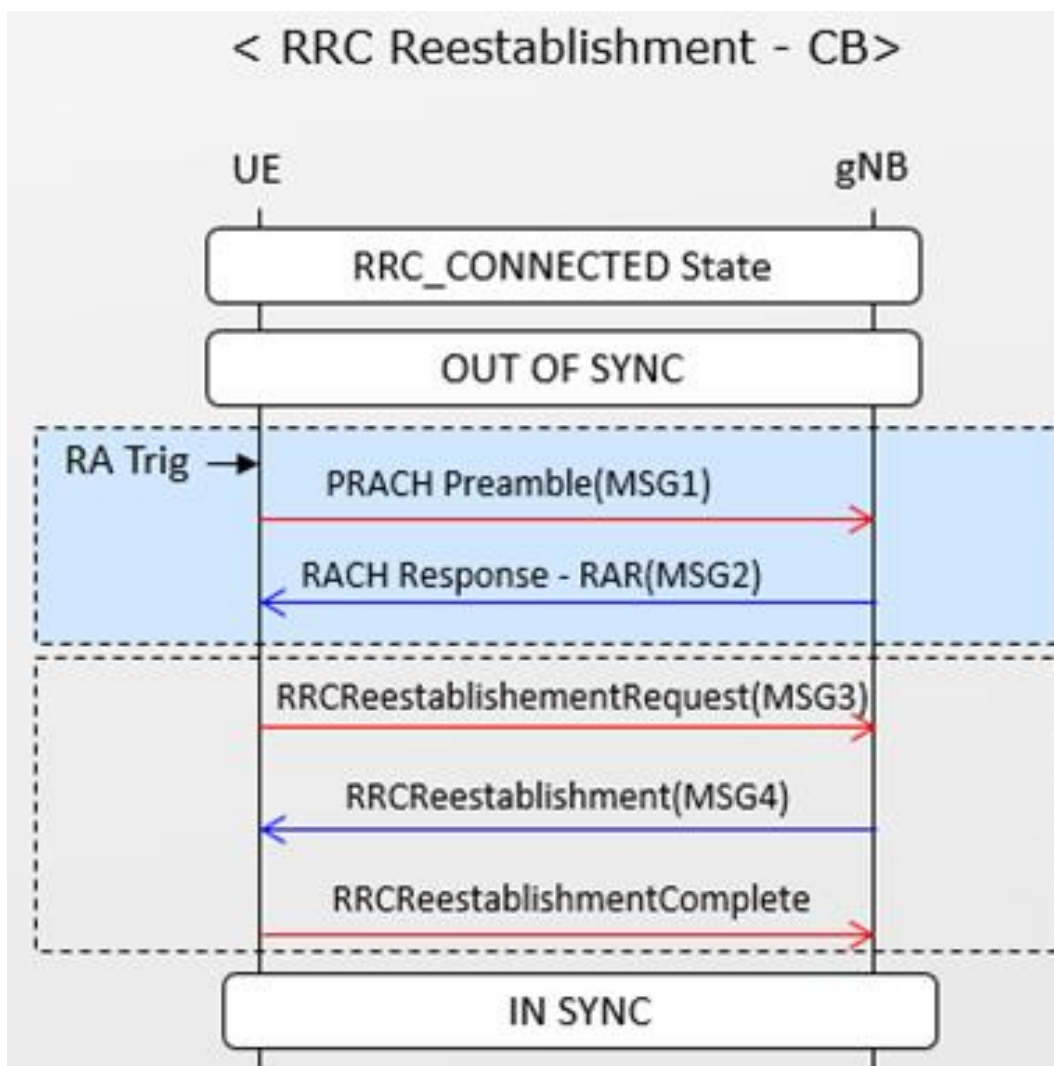 < RRC Reestablishment - CB>
UE gNB
RRC_CONNECTED State
OUT OF SYNC
RA Trig
PRACH Preamble(MSG1)
RACH Response - RAR(MSG2)
RRCReestablishementRequest(MSG3)
RRCReestablishment(MSG4)
RRCReestablishmentComplete
IN SYNC